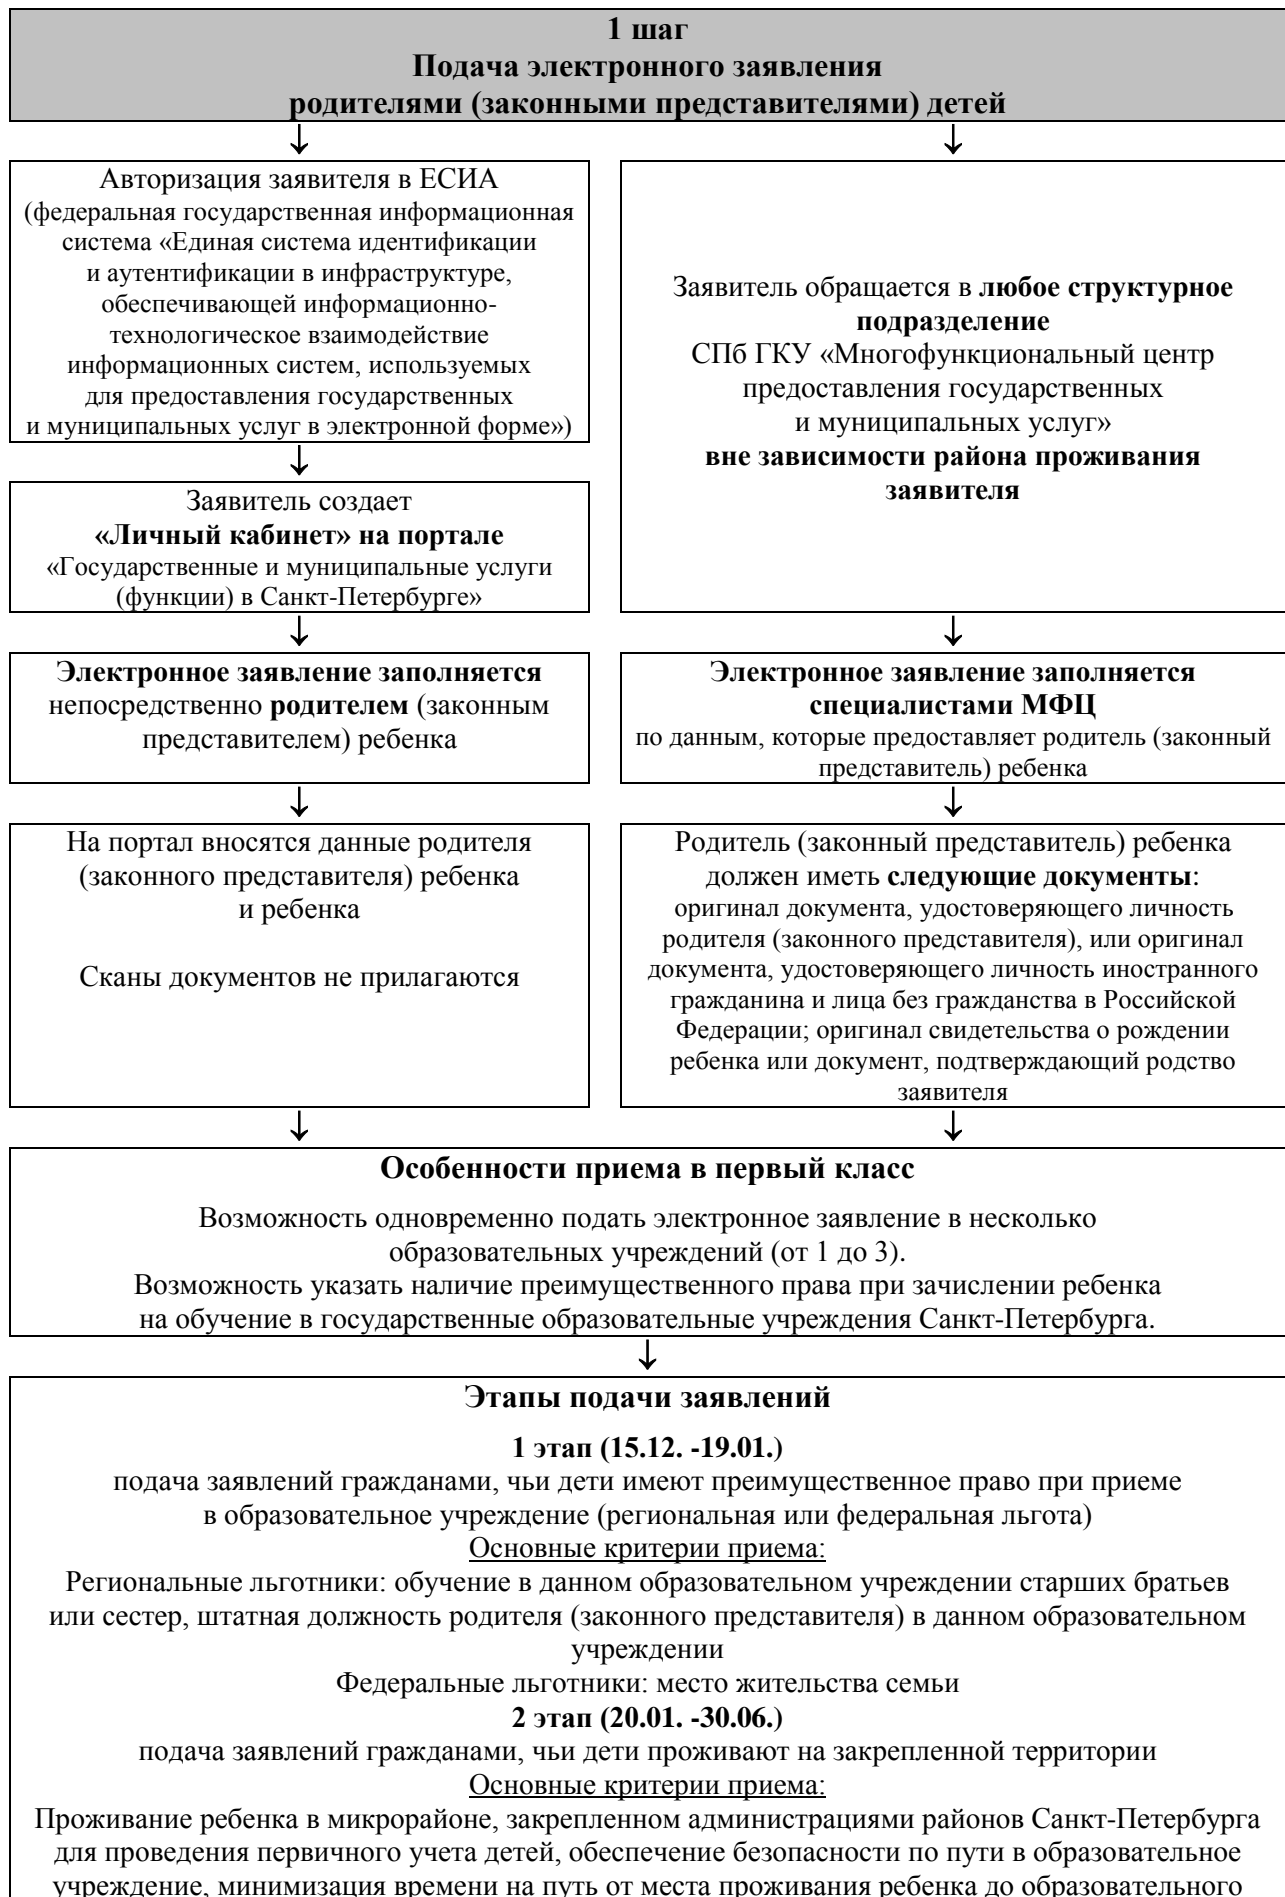 1 шаг
Подача электронного заявления
родителями (законными представителями) детей
Авторизация заявителя в ЕСИА
(федеральная государственная информационная
система «Единая система идентификации
и аутентификации в инфраструктуре,
обеспечивающей информационно-
технологическое взаимодействие
информационных систем, используемых
для предоставления государственных
и муниципальных услуг в электронной форме»)
Заявитель создает
«Личный кабинет» на портале
«Государственные и муниципальные услуги
(функции) в Санкт-Петербурге»
Электронное заявление заполняется
непосредственно родителем (законным
представителем) ребенка
На портал вносятся данные родителя
(законного представителя) ребенка
и ребенка
Сканы документов не прилагаются
Заявитель обращается в любое структурное
подразделение
СПб ГКУ «Многофункциональный центр
предоставления государственных
и муниципальных услуг»
вне зависимости района проживания
заявителя
Электронное заявление заполняется
специалистами МФЦ
по данным, которые предоставляет родитель (законный
представитель) ребенка
Родитель (законный представитель) ребенка
должен иметь следующие документы:
оригинал документа, удостоверяющего личность
родителя (законного представителя), или оригинал
документа, удостоверяющего личность иностранного
гражданина и лица без гражданства в Российской
Федерации; оригинал свидетельства о рождении
ребенка или документ, подтверждающий родство
заявителя
Особенности приема в первый класс
Возможность одновременно подать электронное заявление в несколько
образовательных учреждений (от 1 до 3).
Возможность указать наличие преимущественного права при зачислении ребенка
на обучение в государственные образовательные учреждения Санкт-Петербурга.
Этапы подачи заявлений
1 этап (15.12. -19.01.)
подача заявлений гражданами, чьи дети имеют преимущественное право при приеме
в образовательное учреждение (региональная или федеральная льгота)
Основные критерии приема:
Региональные льготники: обучение в данном образовательном учреждении старших братьев
или сестер, штатная должность родителя (законного представителя) в данном образовательном
учреждении
Федеральные льготники: место жительства семьи
2 этап (20.01. -30.06.)
подача заявлений гражданами, чьи дети проживают на закрепленной территории
Основные критерии приема:
Проживание ребенка в микрорайоне, закрепленном администрациями районов Санкт-Петербурга
для проведения первичного учета детей, обеспечение безопасности по пути в образовательное
учреждение, минимизация времени на путь от места проживания ребенка до образовательного